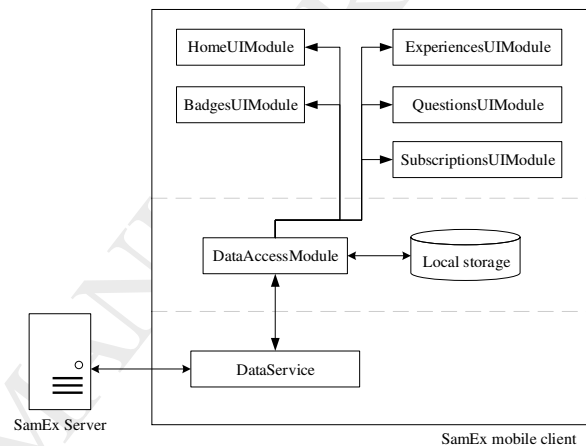 HomeUIModule
ExperiencesUIModule
BadgesUIModule
QuestionsUIModule
SubscriptionsUIModule
DataAccessModule
Local storage
DataService
SamEx Server
SamEx mobile client